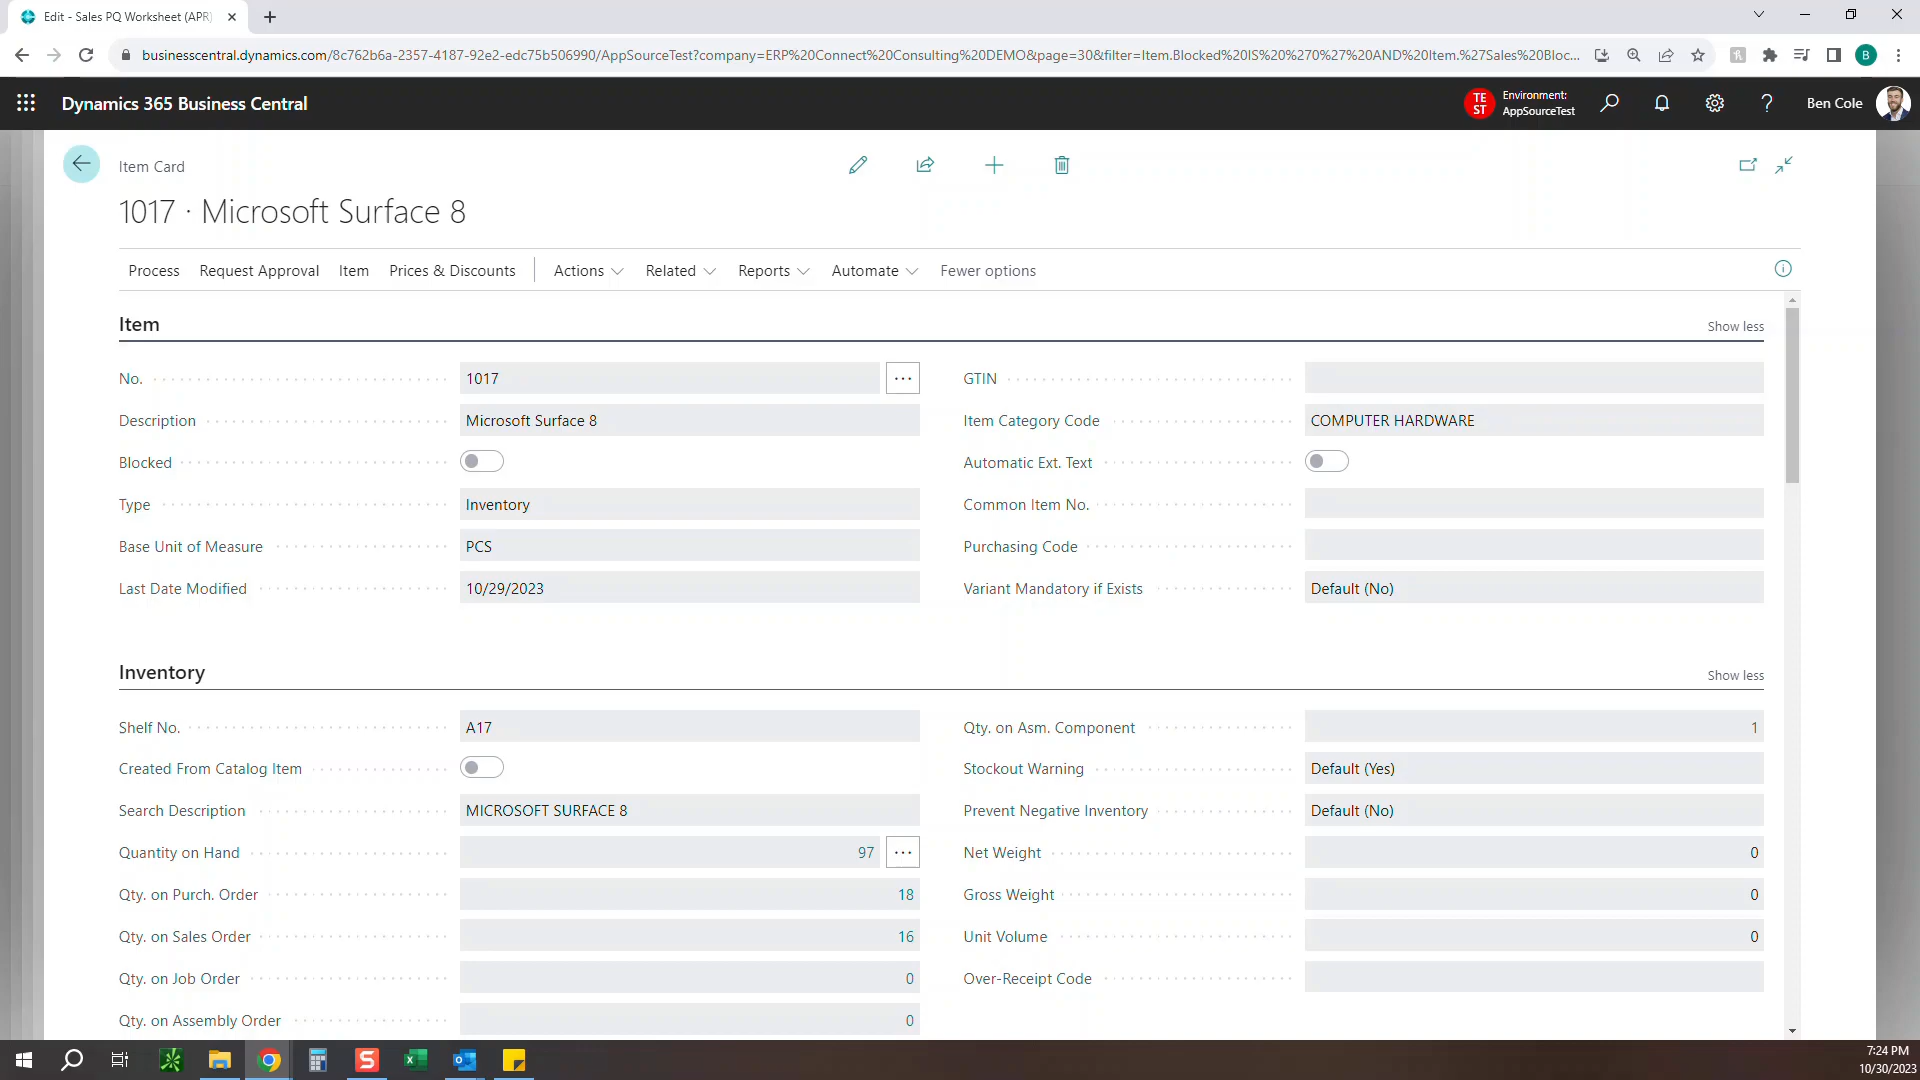 Edit - Sales PQ Worksheet (APR)
businesscentral.dynamics.com/8c762b6a-2357-4187-92e2-edc75b506990/AppSourceTest?company=ERP%20Connect%20Consulting%20DEMO&page=30&filter=Item.Blocked%20IS%20%270%27%20AND%20Item.%27Sales%20Bloc...
B
Dynamics 365 Business Central
TE
ST
Environment:
AppSourceTest
Ben Cole
Item Card
1017 · Microsoft Surface 8
Process Request Approval Item Prices & Discounts Actions Related Reports Automate Fewer options
Item
Show less
No. 1017
GTIN
Description Microsoft Surface 8
Item Category Code COMPUTER HARDWARE
Blocked
Automatic Ext. Text
Type Inventory
Common Item No.
Base Unit of Measure PCS
Purchasing Code
Last Date Modified 10/29/2023
Variant Mandatory if Exists Default (No)
Inventory
Show less
Shelf No. A17
Qty. on Asm. Component 1
Created From Catalog Item
Stockout Warning Default (Yes)
Search Description MICROSOFT SURFACE 8
Prevent Negative Inventory Default (No)
Quantity on Hand 97
Net Weight 0
Qty. on Purch. Order 18
Gross Weight 0
Qty. on Sales Order 16
Unit Volume 0
Qty. on Job Order 0
Over-Receipt Code
Qty. on Assembly Order 0
7:24 PM
10/30/2023